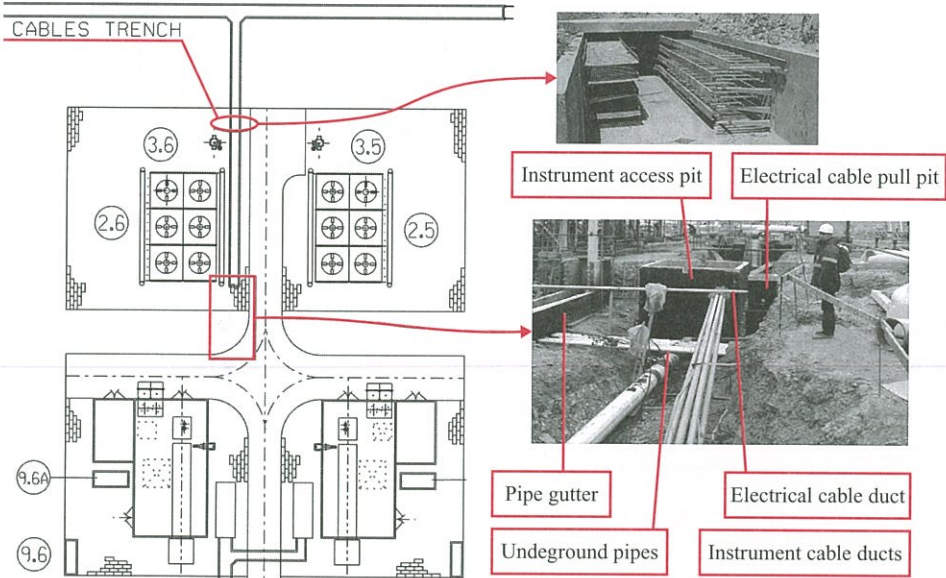 CABLES TRENCH
3.6
3.5
2.6
2.5
9.6A
9.6
Instrument access pit
Electrical cable pull pit
Pipe gutter
Electrical cable duct
Undeground pipes
Instrument cable ducts